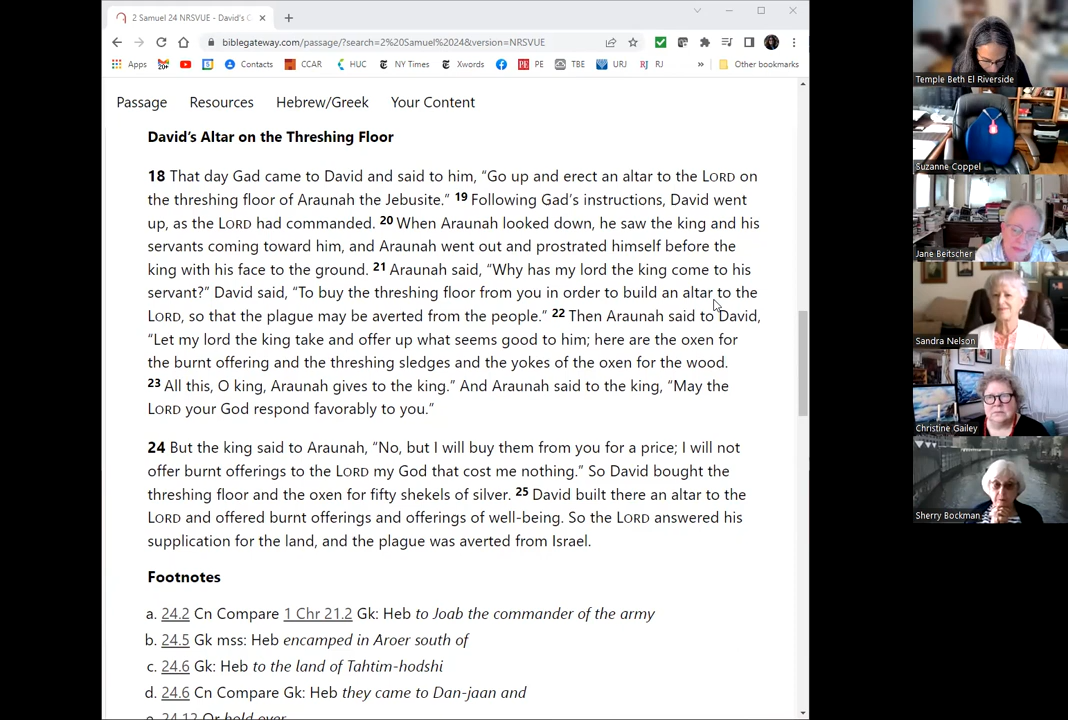 2 Samuel 24 NRSVUE - David's C
biblegateway.com/passage/?search=2%20Samuel%2024&version=NRSVUE
Apps
20+
Contacts
CCAR
HUC
NY Times
Xwords
PE
TBE
URJ
RJ
»
Other bookmarks
Passage Resources Hebrew/Greek Your Content
David's Altar on the Threshing Floor
18 That day Gad came to David and said to him, “Go up and erect an altar to the LORD on
the threshing floor of Araunah the Jebusite.” 19 Following Gad’s instructions, David went
up, as the LORD had commanded. 20 When Araunah looked down, he saw the king and his
servants coming toward him, and Araunah went out and prostrated himself before the
king with his face to the ground. 21 Araunah said, “Why has my lord the king come to his
servant?” David said, “To buy the threshing floor from you in order to build an altar to the
LORD, so that the plague may be averted from the people.” 22 Then Araunah said to David,
“Let my lord the king take and offer up what seems good to him; here are the oxen for
the burnt offering and the threshing sledges and the yokes of the oxen for the wood.
23 All this, O king, Araunah gives to the king.” And Araunah said to the king, “May the
LORD your God respond favorably to you.”
24 But the king said to Araunah, “No, but I will buy them from you for a price; I will not
offer burnt offerings to the LORD my God that cost me nothing.” So David bought the
threshing floor and the oxen for fifty shekels of silver. 25 David built there an altar to the
LORD and offered burnt offerings and offerings of well-being. So the LORD answered his
supplication for the land, and the plague was averted from Israel.
Footnotes
a. 24.2 Cn Compare 1 Chr 21.2 Gk: Heb to Joab the commander of the army
b. 24.5 Gk mss: Heb encamped in Aroer south of
c. 24.6 Gk: Heb to the land of Tahtim-hodshi
d. 24.6 Cn Compare Gk: Heb they came to Dan-jaan and
e. 24.12 Or hold over
Temple Beth El Riverside
Suzanne Coppel
Jane Beitscher
Sandra Nelson
Christine Gailey
Sherry Bockman